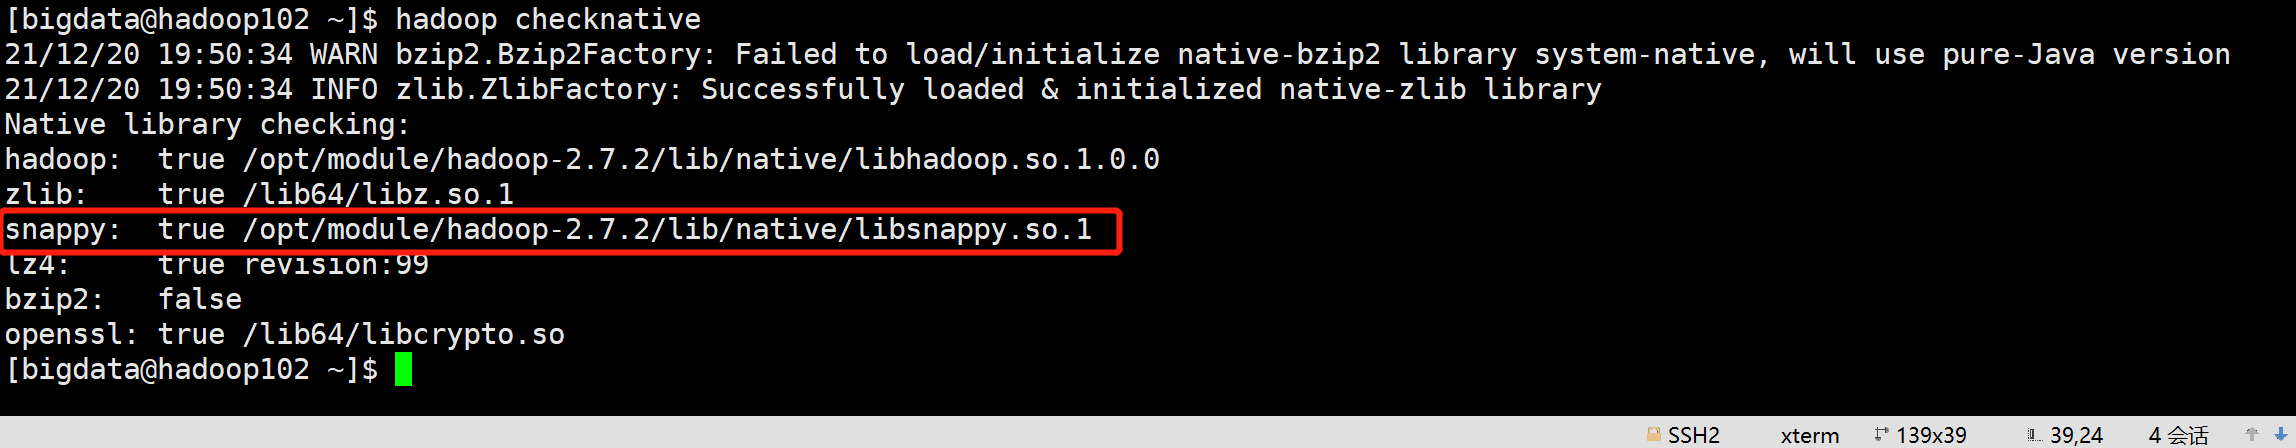 [bigdata@hadoop102 ~]$ hadoop checknative
21/12/20 19:50:34 WARN bzip2.Bzip2Factory: Failed to load/initialize native-bzip2 library system-native, will use pure-Java version
21/12/20 19:50:34 INFO zlib.ZlibFactory: Successfully loaded & initialized native-zlib library
Native library checking:
hadoop:  true /opt/module/hadoop-2.7.2/lib/native/libhadoop.so.1.0.0
zlib:    true /lib64/libz.so.1
snappy:  true /opt/module/hadoop-2.7.2/lib/native/libsnappy.so.1
lz4:     true revision:99
bzip2:   false
openssl: true /lib64/libcrypto.so
[bigdata@hadoop102 ~]$
SSH2 xterm 139x39 39,24 4 会话